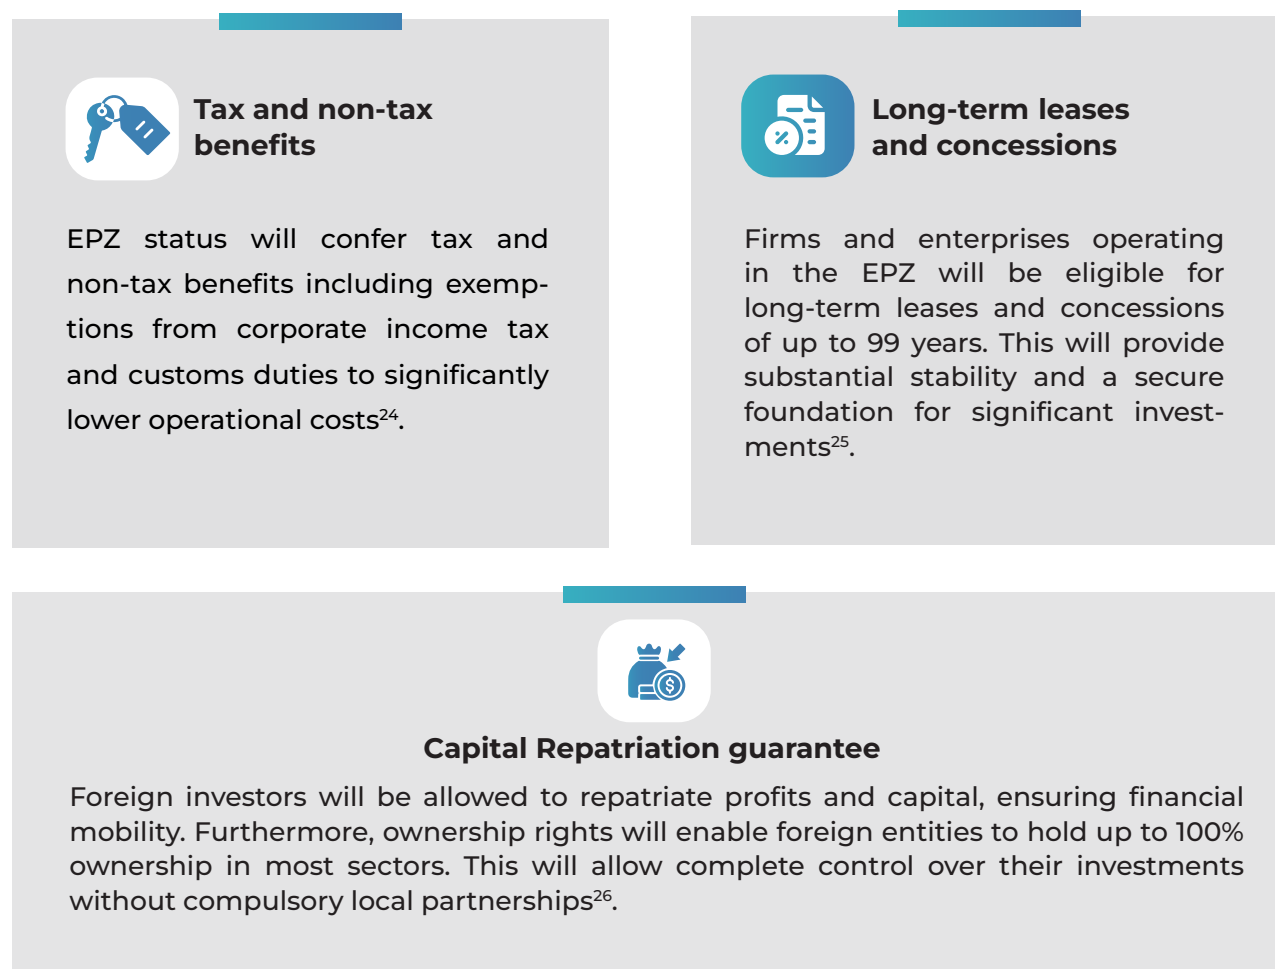 Tax and non-tax
benefits
EPZ status will confer tax and
non-tax benefits including exemp-
tions from corporate income tax
and customs duties to significantly
lower operational costs²⁴.
Long-term leases
and concessions
Firms and enterprises operating
in the EPZ will be eligible for
long-term leases and concessions
of up to 99 years. This will provide
substantial stability and a secure
foundation for significant invest-
ments²⁵.
Capital Repatriation guarantee
Foreign investors will be allowed to repatriate profits and capital, ensuring financial
mobility. Furthermore, ownership rights will enable foreign entities to hold up to 100%
ownership in most sectors. This will allow complete control over their investments
without compulsory local partnerships²⁶.